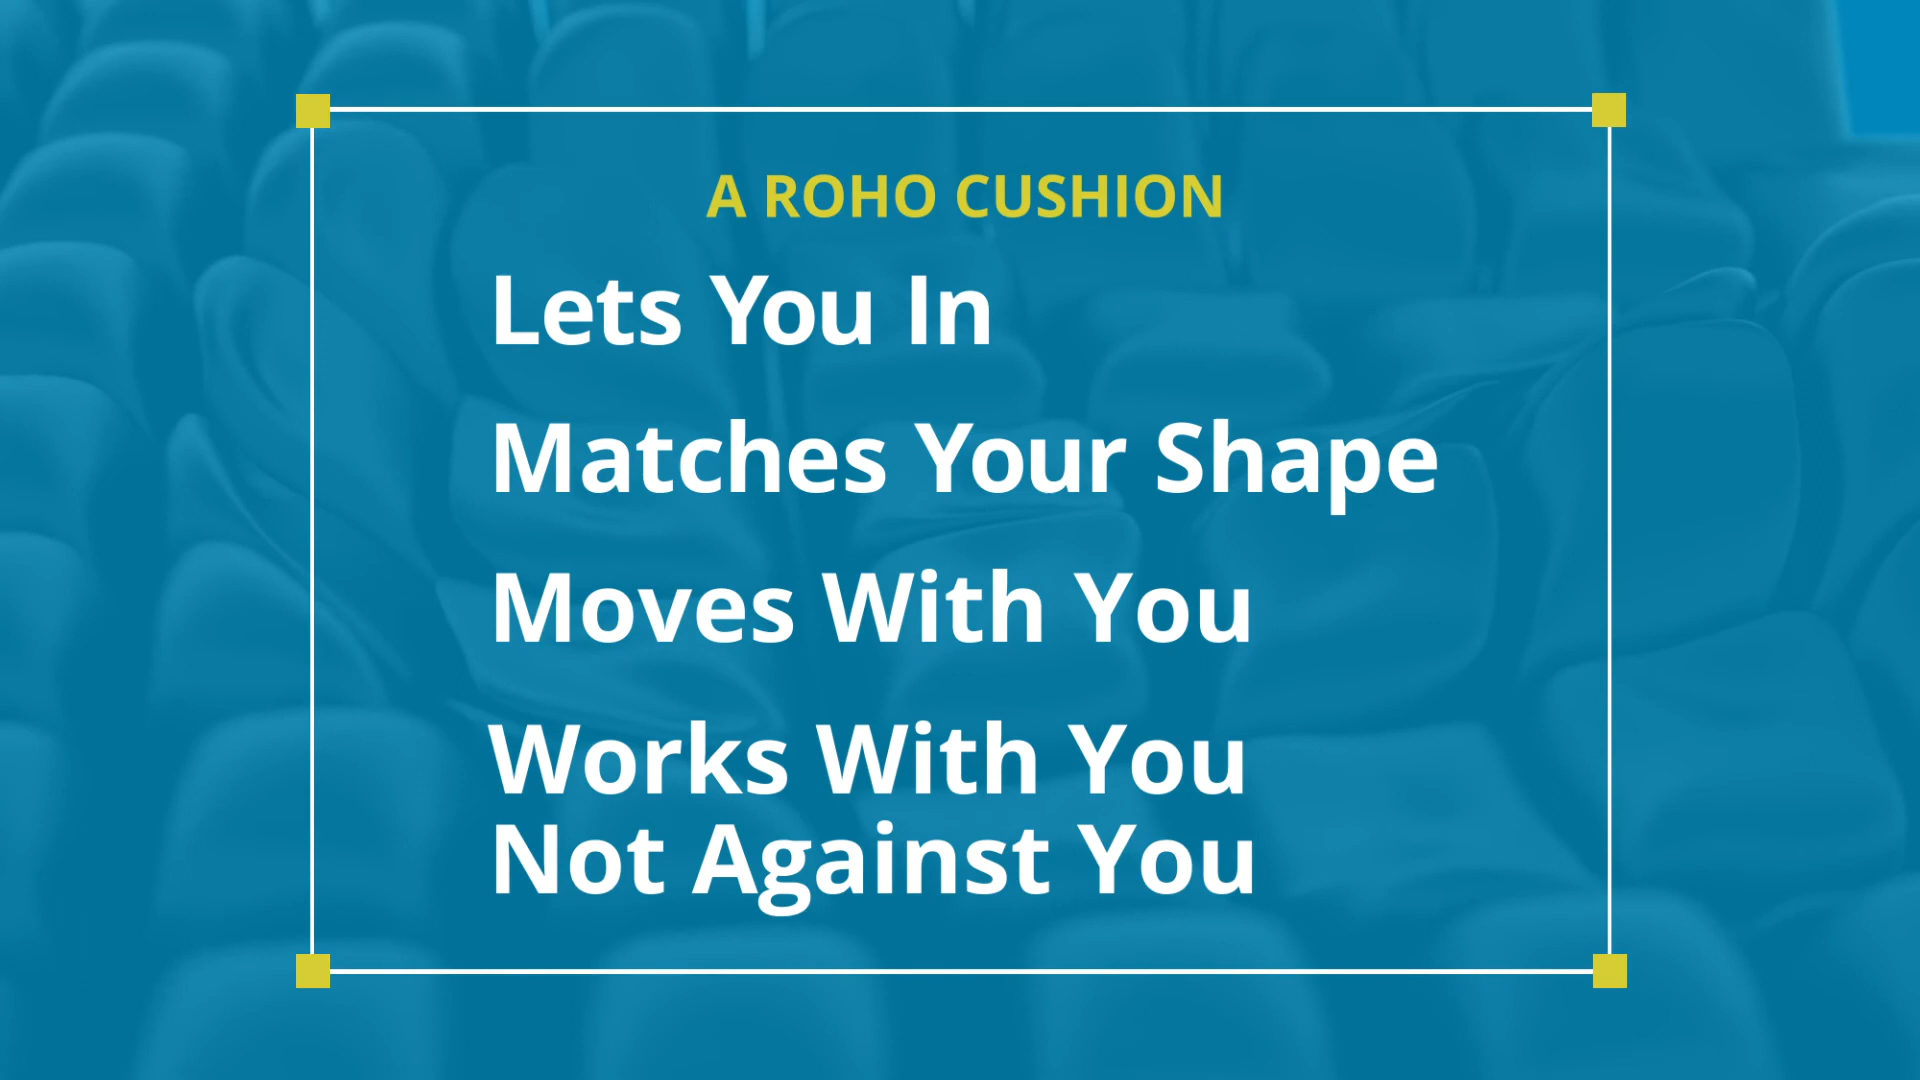 A ROHO CUSHION
Lets You In
Matches Your Shape
Moves With You
Works With You
Not Against You